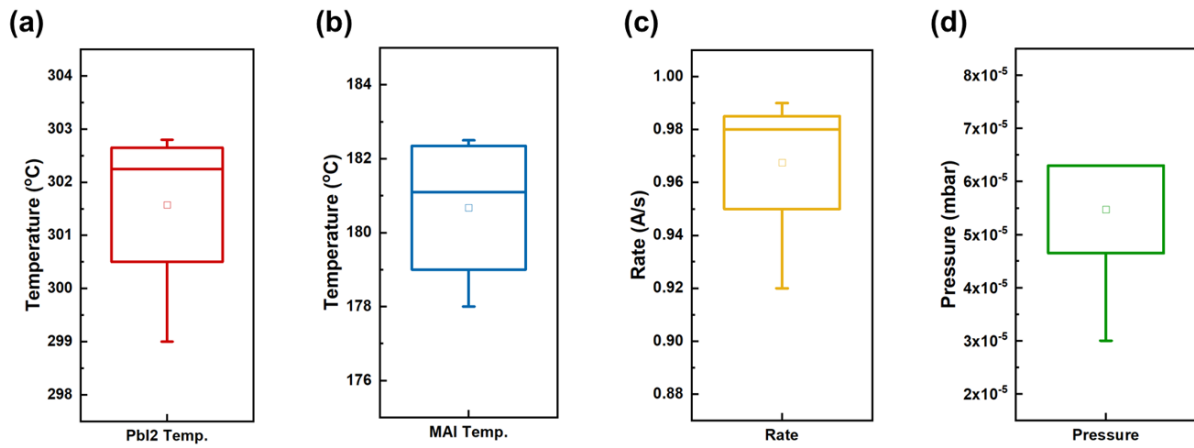 (a)
Temperature (°C)
304
303
302
301
300
299
298
PbI2 Temp.
(b)
Temperature (°C)
184
182
180
178
176
MAI Temp.
(c)
Rate (A/s)
1.00
0.98
0.96
0.94
0.92
0.90
0.88
Rate
(d)
Pressure (mbar)
8x10⁻⁵
7x10⁻⁵
6x10⁻⁵
5x10⁻⁵
4x10⁻⁵
3x10⁻⁵
2x10⁻⁵
Pressure